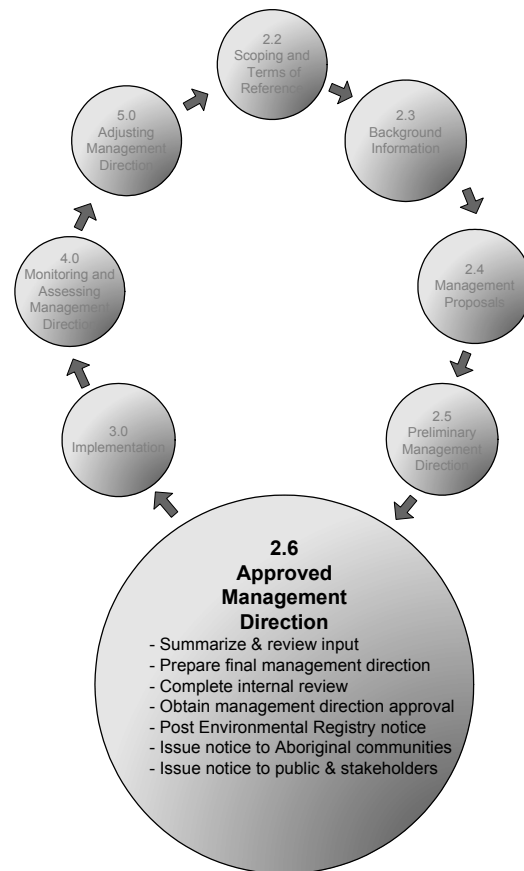 2.2
Scoping and
Terms of
Reference
2.3
Background
Information
2.4
Management
Proposals
2.5
Preliminary
Management
Direction
2.6
Approved
Management
Direction
- Summarize & review input
- Prepare final management direction
- Complete internal review
- Obtain management direction approval
- Post Environmental Registry notice
- Issue notice to Aboriginal communities
- Issue notice to public & stakeholders
3.0
Implementation
4.0
Monitoring and
Assessing
Management
Direction
5.0
Adjusting
Management
Direction